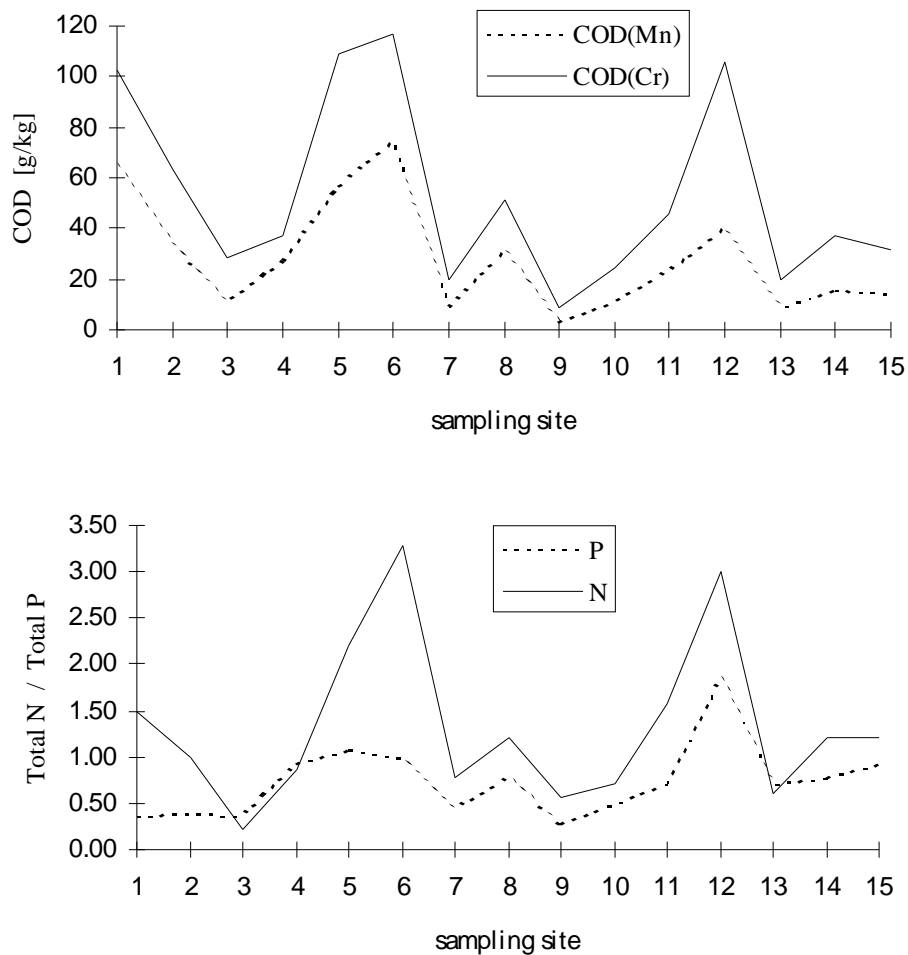 120
100
80
60
40
20
0
COD [g/kg]
COD(Mn)
COD(Cr)
1 2 3 4 5 6 7 8 9 10 11 12 13 14 15
sampling site
3.50
3.00
2.50
2.00
1.50
1.00
0.50
0.00
Total N / Total P
P
N
1 2 3 4 5 6 7 8 9 10 11 12 13 14 15
sampling site